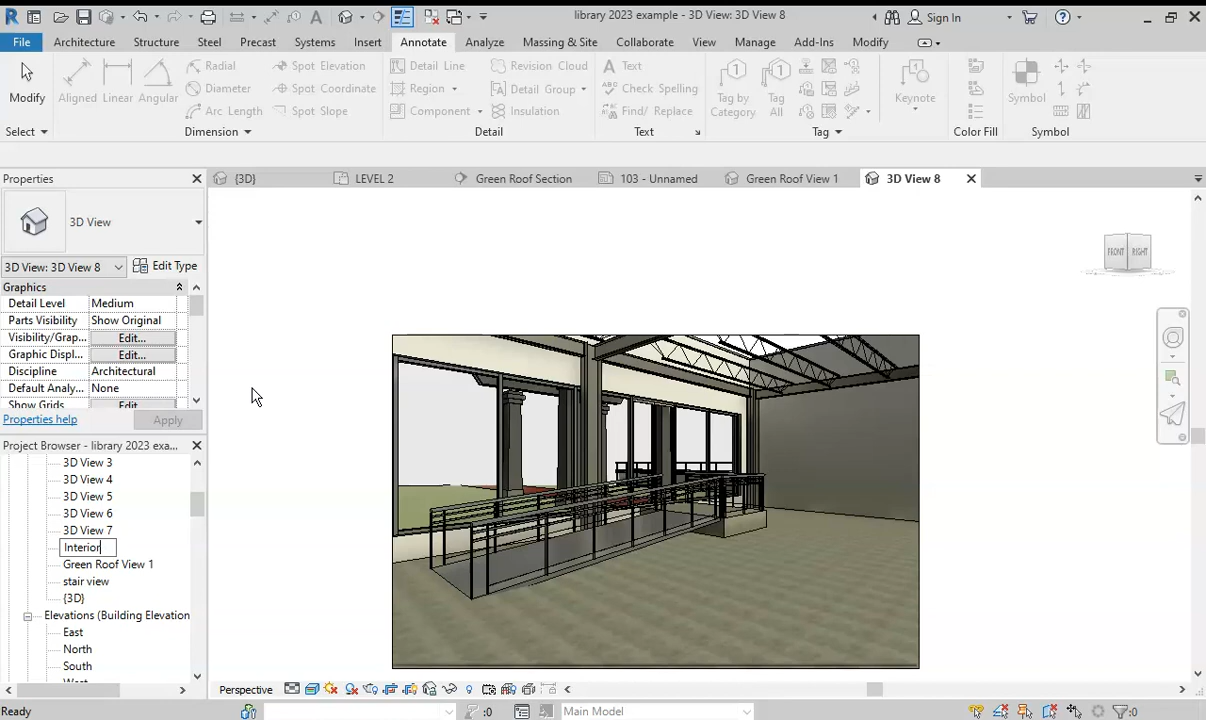 library 2023 example - 3D View: 3D View 8
Sign In
File Architecture Structure Steel Precast Systems Insert Annotate Analyze Massing & Site Collaborate View Manage Add-Ins Modify
Modify
Select
Aligned Linear Angular
Radial
Diameter
Arc Length
Spot Elevation
Spot Coordinate
Spot Slope
Dimension
Detail Line
Region
Component
Revision Cloud
Detail Group
Insulation
Detail
Text
Check Spelling
Find/ Replace
Text
Tag by Category
Tag All
Keynote
Tag
Color Fill
Symbol
Symbol
Properties
{3D}
LEVEL 2
Green Roof Section
103 - Unnamed
Green Roof View 1
3D View 8
3D View
3D View: 3D View 8
Edit Type
Graphics
Detail Level Medium
Parts Visibility Show Original
Visibility/Grap... Edit...
Graphic Displ... Edit...
Discipline Architectural
Default Analy... None
Show Grids Edit...
Properties help
Apply
FRONT RIGHT
Project Browser - library 2023 exa...
3D View 3
3D View 4
3D View 5
3D View 6
3D View 7
Interior
Green Roof View 1
stair view
{3D}
Elevations (Building Elevation
East
North
South
West
Perspective
Ready
:0
Main Model
:0